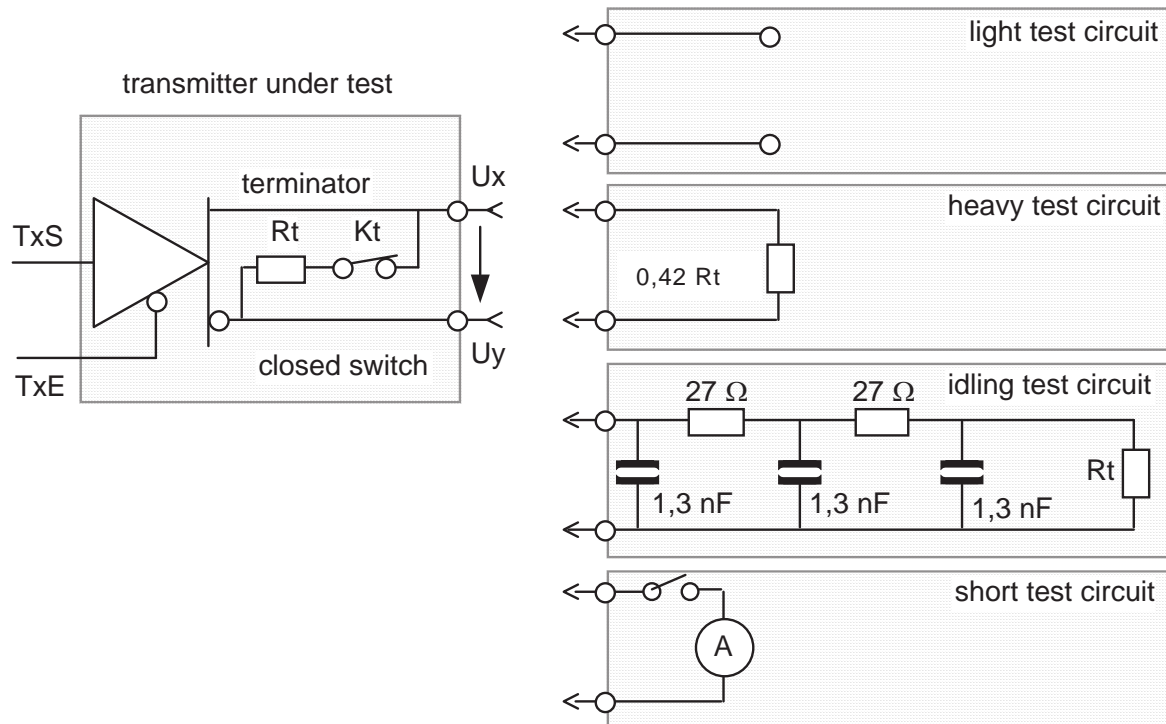 transmitter under test
terminator
Ux
TxS
Rt
Kt
Uy
closed switch
TxE
light test circuit
heavy test circuit
0,42 Rt
idling test circuit
27 Ω
27 Ω
Rt
1,3 nF
1,3 nF
1,3 nF
short test circuit
A